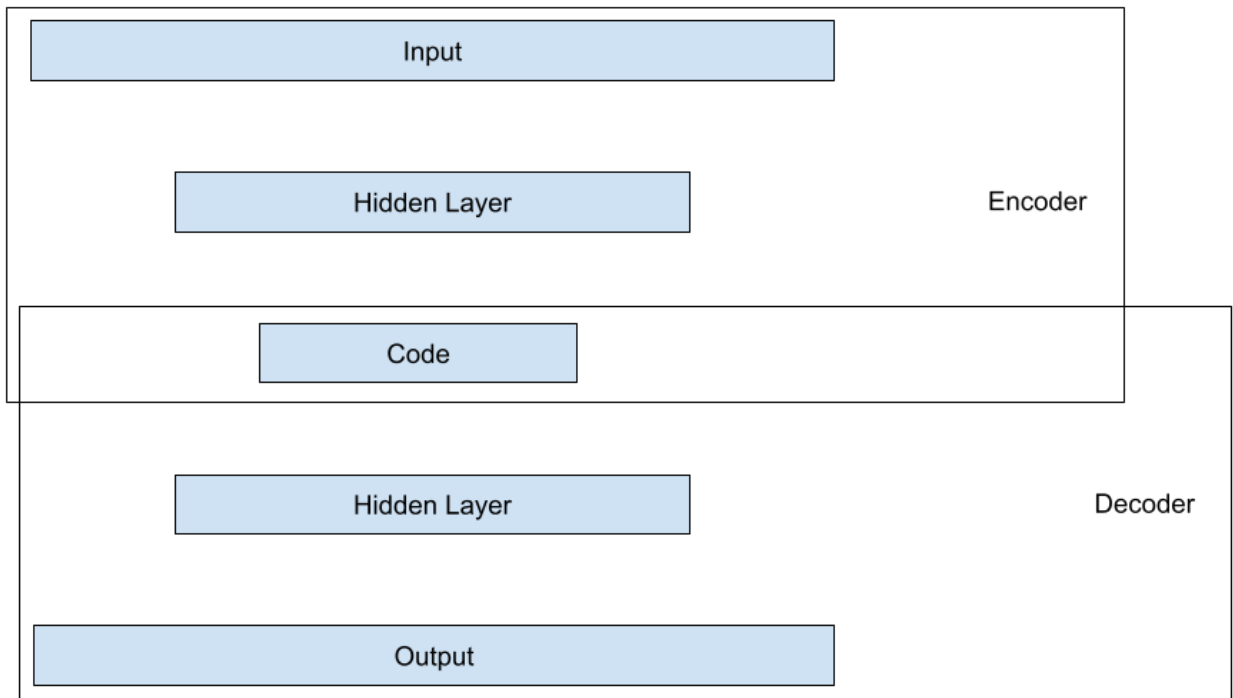 Input
Hidden Layer
Encoder
Code
Hidden Layer
Decoder
Output